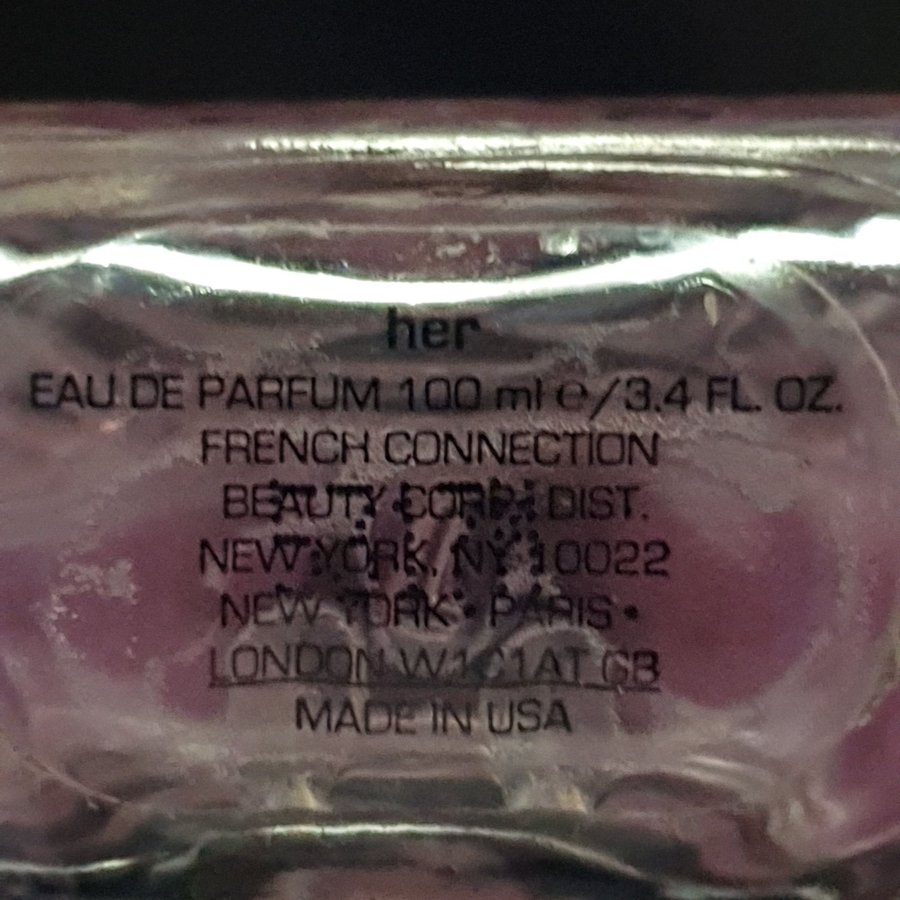 her
EAU DE PARFUM 100 ml e/3.4 FL. OZ.
FRENCH CONNECTION
BEAUTY CORP. DIST.
NEW YORK, NY 10022
NEW YORK • PARIS •
LONDON W1C1AT GB
MADE IN USA